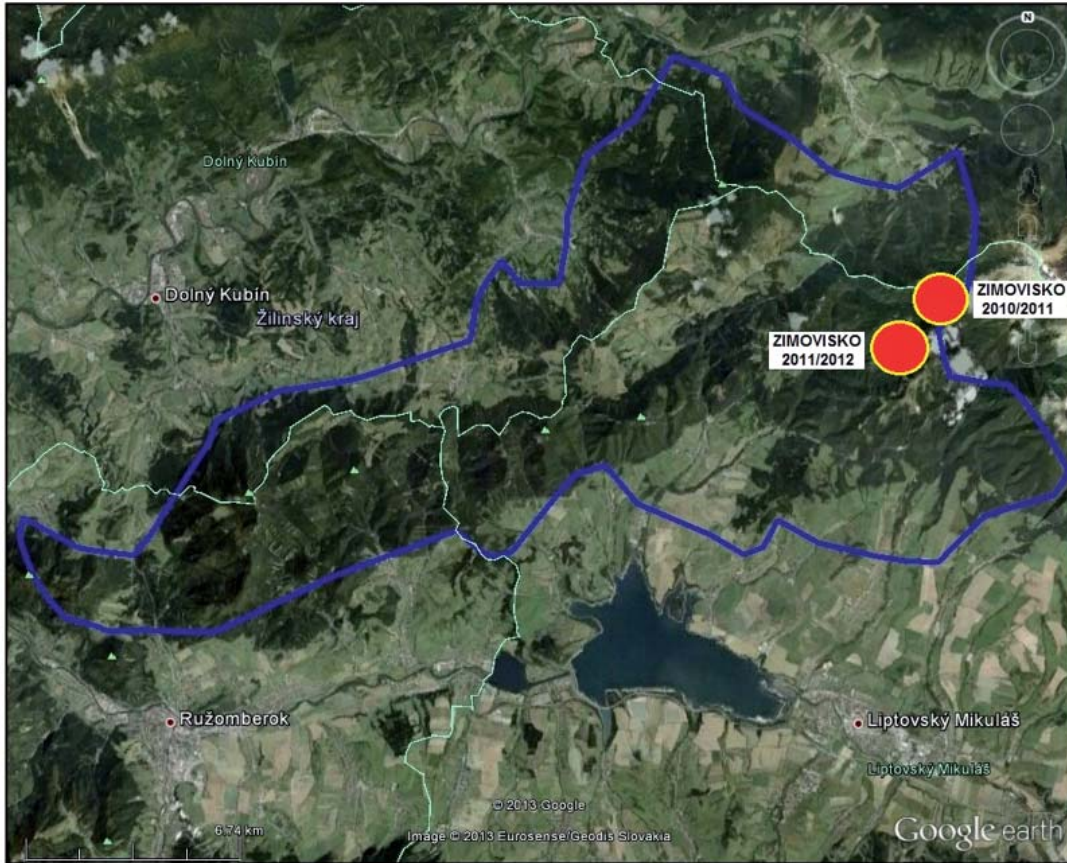 N
Dolný Kubín
Dolný Kubín
Žilinský kraj
ZIMOVISKO
2010/2011
ZIMOVISKO
2011/2012
Ružomberok
Liptovský Mikuláš
Liptovský Mikuláš
© 2013 Google
6.74 km
Image © 2013 Eurosense/Geodis Slovakia
Google earth